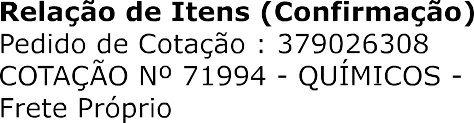 Relação de Itens (Confirmação)
Pedido de Cotação : 379026308
COTAÇÃO Nº 71994 - QUÍMICOS -
Frete Próprio